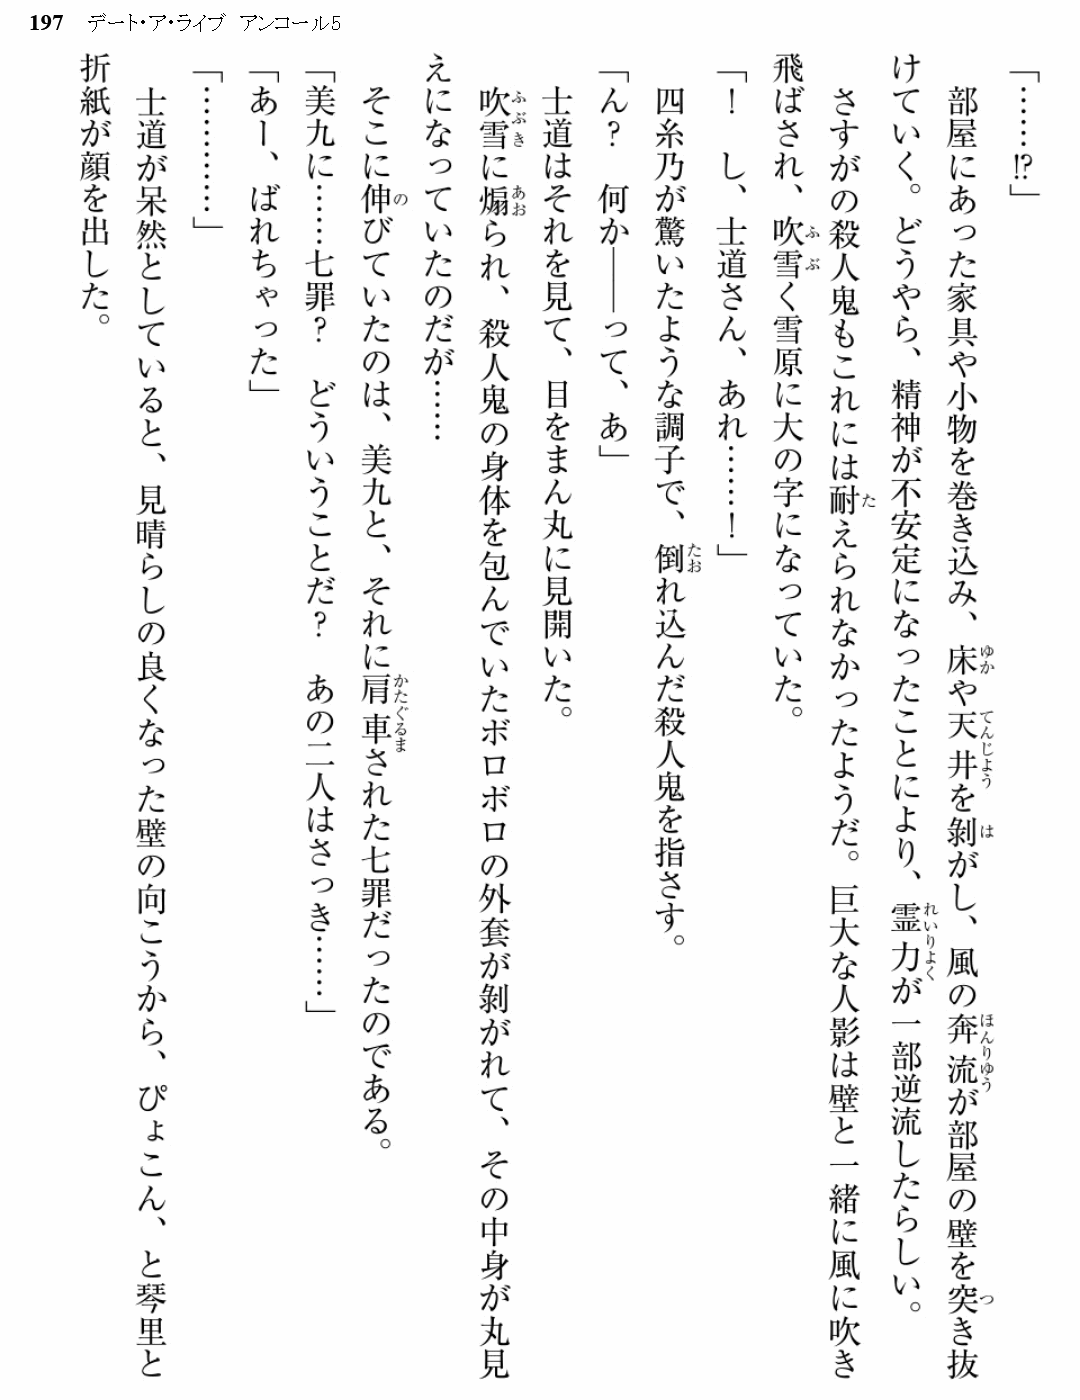 197　デート・ア・ライブ　アンコール5
「……!?」
　部屋にあった家具や小物を巻き込み、床や天井を剝がし、風の奔流が部屋の壁を突き抜
けていく。どうやら、精神が不安定になったことにより、霊力が一部逆流したらしい。
　さすがの殺人鬼もこれには耐えられなかったようだ。巨大な人影は壁と一緒に風に吹き
飛ばされ、吹雪く雪原に大の字になっていた。
「！　し、士道さん、あれ……！」
　四糸乃が驚いたような調子で、倒れ込んだ殺人鬼を指さす。
「ん？　何か――って、あ」
　士道はそれを見て、目をまん丸に見開いた。
　吹雪に煽られ、殺人鬼の身体を包んでいたボロボロの外套が剝がれて、その中身が丸見
えになっていたのだが……
　そこに伸びていたのは、美九と、それに肩車された七罪だったのである。
「美九に……七罪？　どういうことだ？　あの二人はさっき……」
「あー、ばれちゃった」
「…………」
　士道が呆然としていると、見晴らしの良くなった壁の向こうから、ぴょこん、と琴里と
折紙が顔を出した。